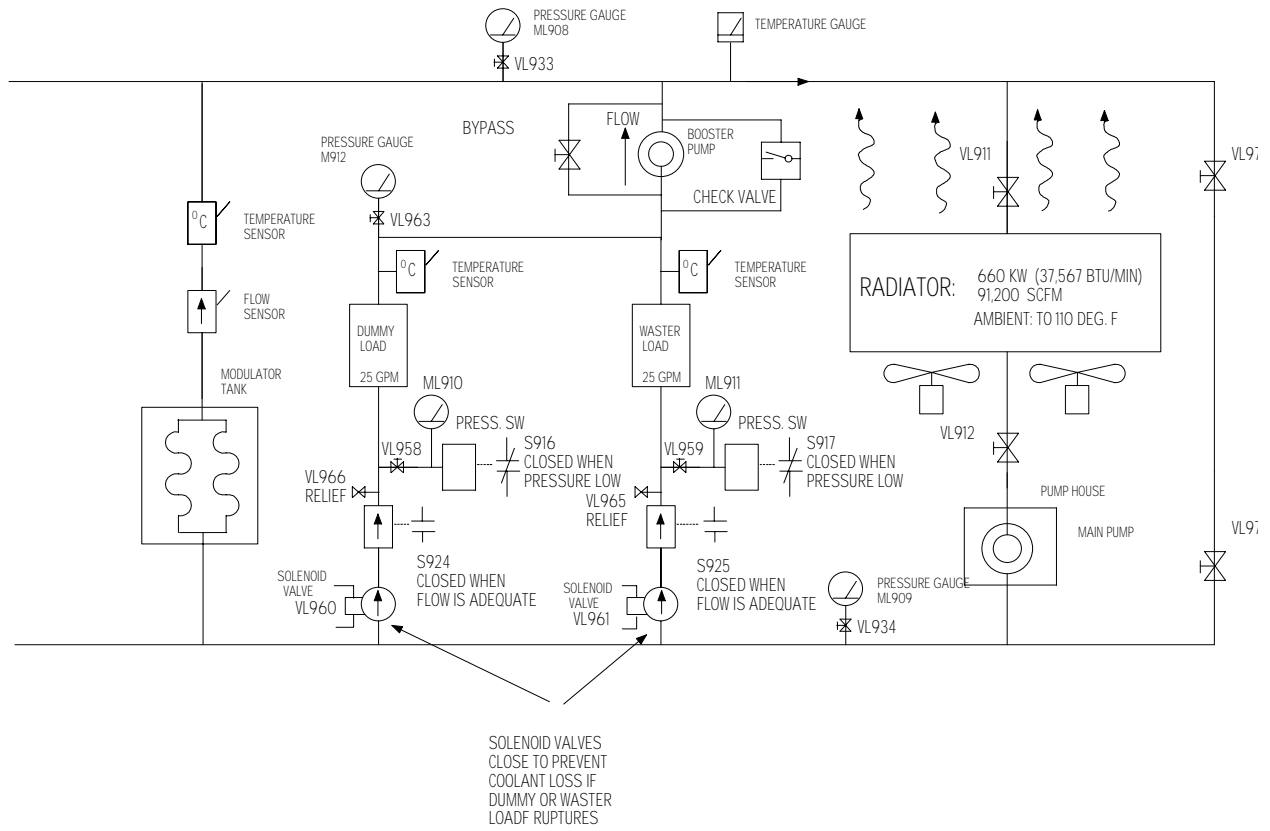 PRESSURE GAUGE
ML908
TEMPERATURE GAUGE
VL933
BYPASS
FLOW
BOOSTER
PUMP
CHECK VALVE
PRESSURE GAUGE
M912
VL963
VL911
VL97
0C
TEMPERATURE
SENSOR
0C
TEMPERATURE
SENSOR
0C
TEMPERATURE
SENSOR
RADIATOR:
660 KW (37,567 BTU/MIN)
91,200 SCFM
AMBIENT: TO 110 DEG. F
FLOW
SENSOR
DUMMY
LOAD
25 GPM
WASTER
LOAD
25 GPM
MODULATOR
TANK
ML910
PRESS. SW
VL958
S916
CLOSED WHEN
PRESSURE LOW
VL966
RELIEF
ML911
PRESS. SW
VL959
S917
CLOSED WHEN
PRESSURE LOW
VL965
RELIEF
VL912
PUMP HOUSE
MAIN PUMP
VL97
S924
CLOSED WHEN
FLOW IS ADEQUATE
SOLENOID
VALVE
VL960
S925
CLOSED WHEN
FLOW IS ADEQUATE
SOLENOID
VALVE
VL961
PRESSURE GAUGE
ML909
VL934
SOLENOID VALVES
CLOSE TO PREVENT
COOLANT LOSS IF
DUMMY OR WASTER
LOADF RUPTURES